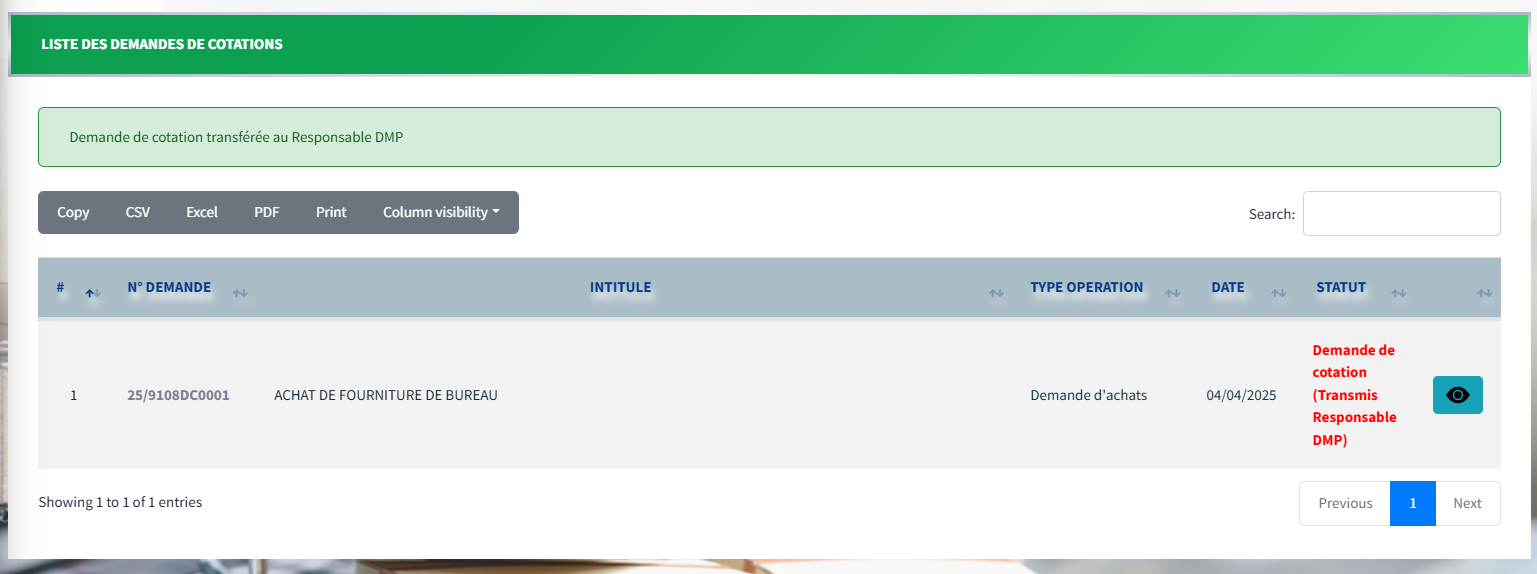 LISTE DES DEMANDES DE COTATIONS
Demande de cotation transférée au Responsable DMP
Copy CSV Excel PDF Print Column visibility
Search:
# N° DEMANDE INTITULE TYPE OPERATION DATE STATUT
1 25/9108DC0001 ACHAT DE FOURNITURE DE BUREAU Demande d'achats 04/04/2025
Demande de
cotation
(Transmis
Responsable
DMP)
Showing 1 to 1 of 1 entries
Previous 1 Next